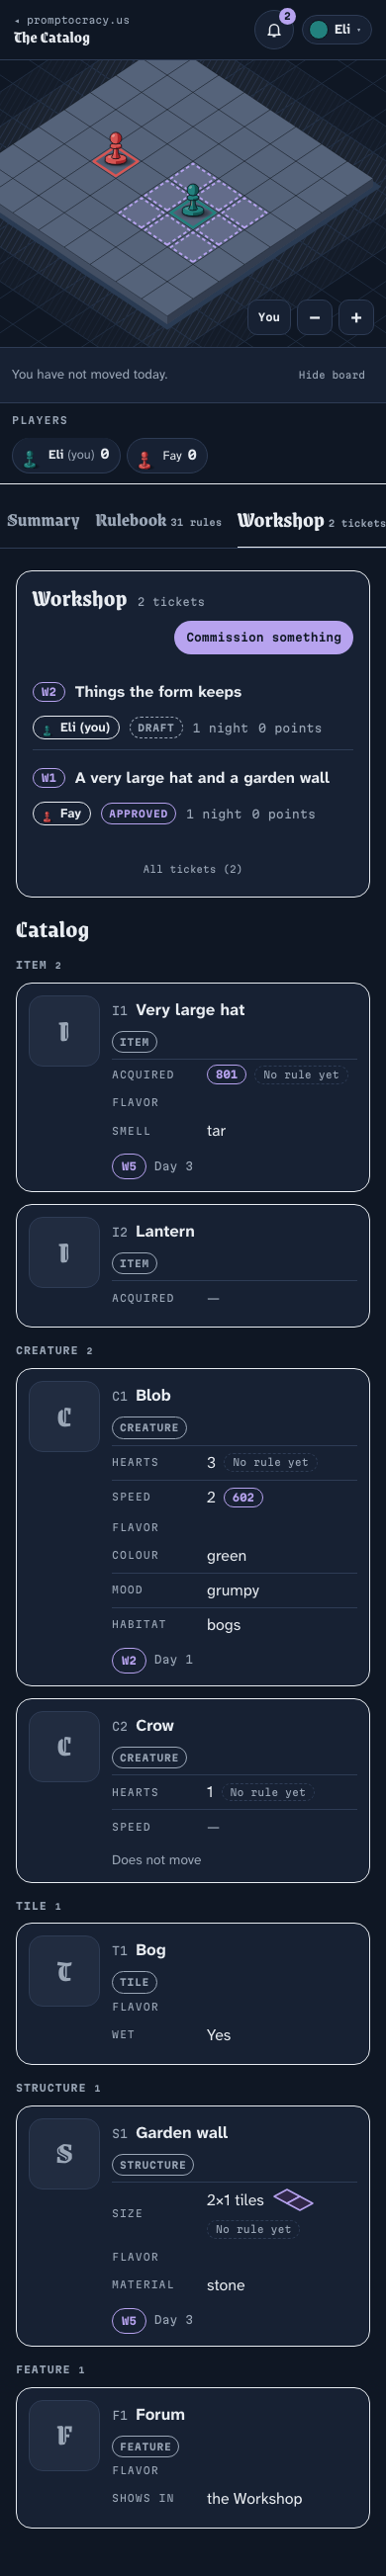 ◂ promptocracy.us
The Catalog
2
Eli ▾
You − +
You have not moved today. Hide board
PLAYERS
Eli (you) 0 Fay 0
Summary Rulebook 31 rules Workshop 2 tickets
Workshop 2 tickets
Commission something
W2 Things the form keeps
Eli (you) DRAFT 1 night 0 points
W1 A very large hat and a garden wall
Fay APPROVED 1 night 0 points
All tickets (2)
Catalog
ITEM 2
I
I1 Very large hat
ITEM
ACQUIRED 801 No rule yet
FLAVOR
SMELL tar
W5 Day 3
I
I2 Lantern
ITEM
ACQUIRED —
CREATURE 2
C
C1 Blob
CREATURE
HEARTS 3 No rule yet
SPEED 2 602
FLAVOR
COLOUR green
MOOD grumpy
HABITAT bogs
W2 Day 1
C
C2 Crow
CREATURE
HEARTS 1 No rule yet
SPEED —
Does not move
TILE 1
T
T1 Bog
TILE
FLAVOR
WET Yes
STRUCTURE 1
S
S1 Garden wall
STRUCTURE
SIZE 2×1 tiles
No rule yet
FLAVOR
MATERIAL stone
W5 Day 3
FEATURE 1
F
F1 Forum
FEATURE
FLAVOR
SHOWS IN the Workshop